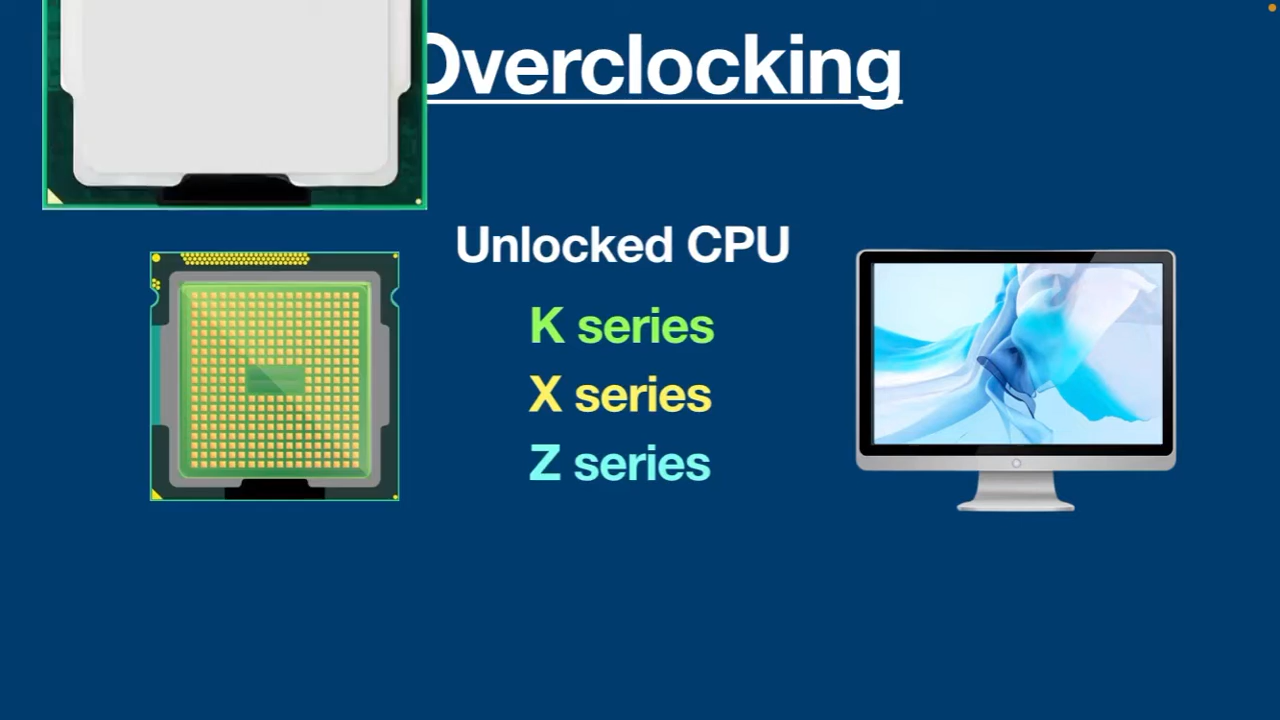 Overclocking
Unlocked CPU
K series
X series
Z series